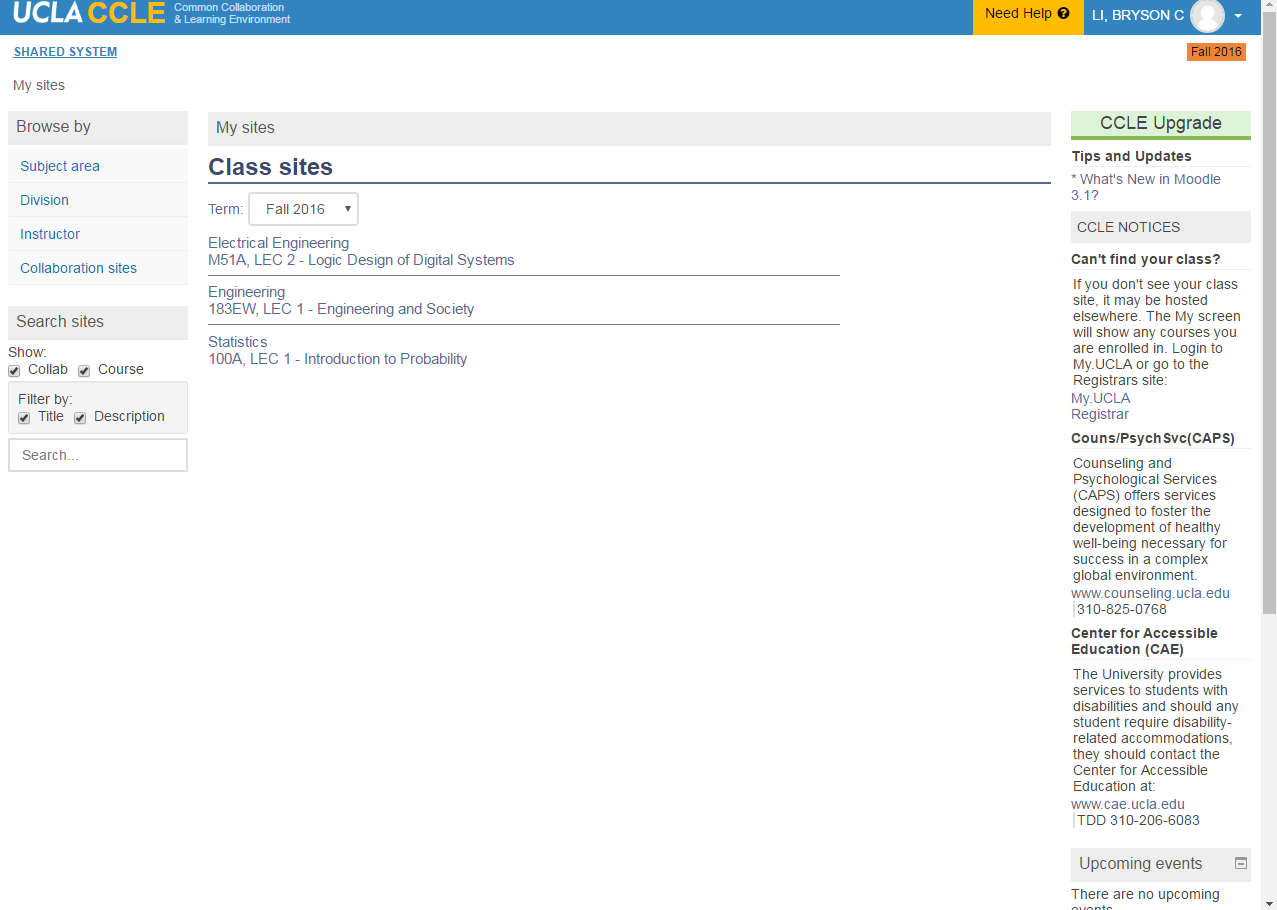 UCLA CCLE Common Collaboration
& Learning Environment
Need Help
LI, BRYSON C
SHARED SYSTEM
Fall 2016
My sites
Browse by
Subject area
Division
Instructor
Collaboration sites
Search sites
Show:
Collab Course
Filter by:
Title Description
Search...
My sites
Class sites
Term: Fall 2016
Electrical Engineering
M51A, LEC 2 - Logic Design of Digital Systems
Engineering
183EW, LEC 1 - Engineering and Society
Statistics
100A, LEC 1 - Introduction to Probability
CCLE Upgrade
Tips and Updates
* What's New in Moodle
3.1?
CCLE NOTICES
Can't find your class?
If you don't see your class
site, it may be hosted
elsewhere. The My screen
will show any courses you
are enrolled in. Login to
My.UCLA or go to the
Registrars site:
My.UCLA
Registrar
Couns/PsychSvc(CAPS)
Counseling and
Psychological Services
(CAPS) offers services
designed to foster the
development of healthy
well-being necessary for
success in a complex
global environment.
www.counseling.ucla.edu
310-825-0768
Center for Accessible
Education (CAE)
The University provides
services to students with
disabilities and should any
student require disability-
related accommodations,
they should contact the
Center for Accessible
Education at:
www.cae.ucla.edu
TDD 310-206-6083
Upcoming events
There are no upcoming
events